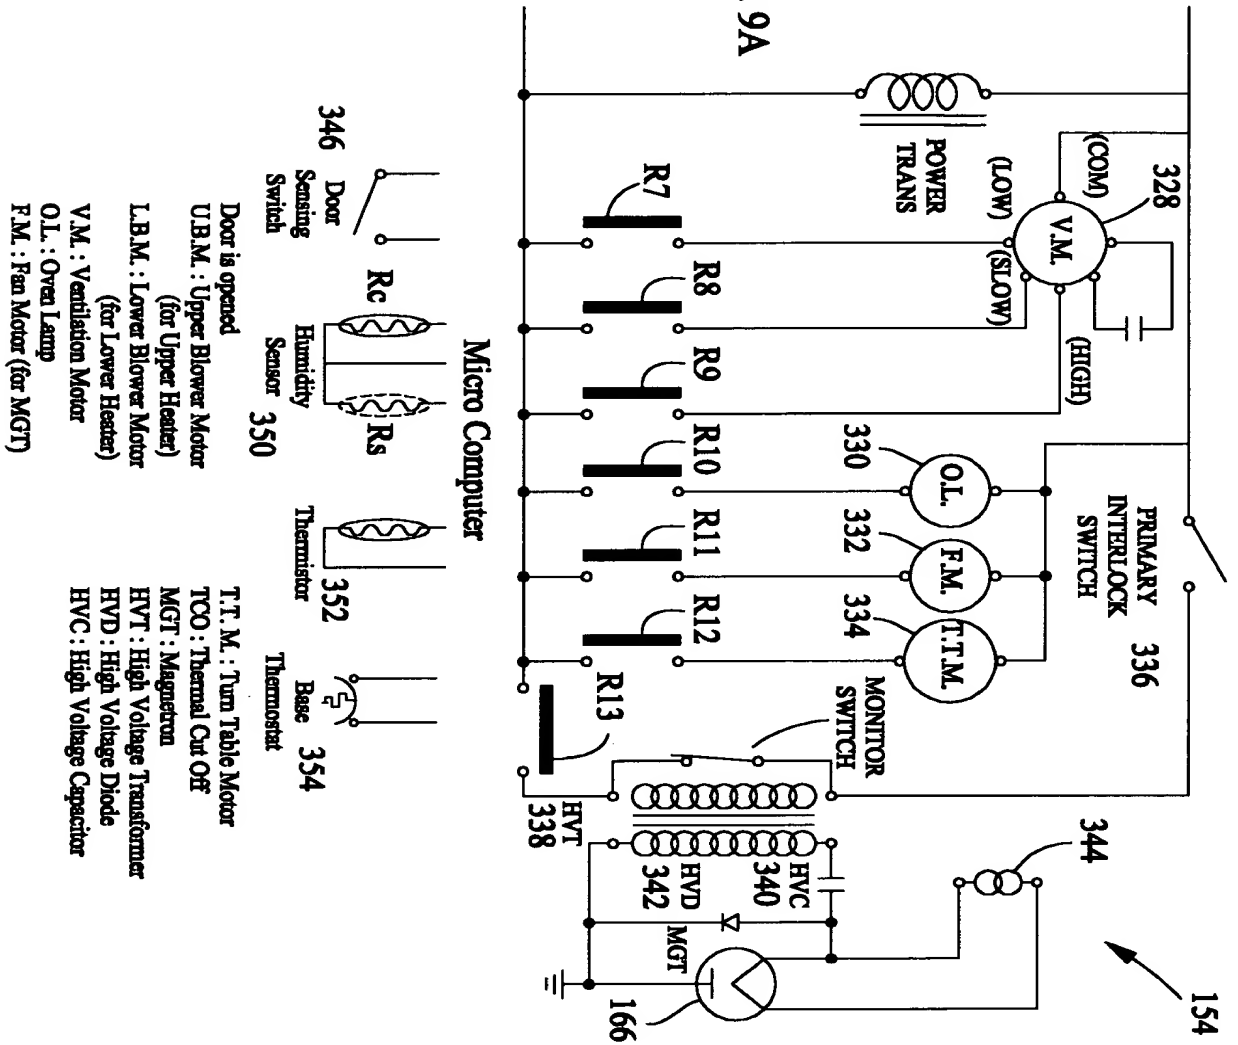 9A
POWER
TRANS
(COM)
328
(LOW)
V.M.
(SLOW)
(HIGH)
R7
R8
R9
R10
R11
R12
R13
330
O.L.
332
F.M.
334
T.T.M.
PRIMARY
INTERLOCK
SWITCH
336
MONITOR
SWITCH
HVT
338
HVC
340
HVD
342
MGT
166
344
154
Micro Computer
346
Door
Sensing
Switch
Rc
Humidity
Sensor
Rs
350
Thermistor
352
Base
Thermostat
354
Door is opened
U.B.M. : Upper Blower Motor
(for Upper Heater)
L.B.M. : Lower Blower Motor
(for Lower Heater)
V.M. : Ventilation Motor
O.L. : Oven Lamp
F.M. : Fan Motor (for MGT)
T.T. M. : Turn Table Motor
TCO : Thermal Cut Off
MGT : Magnetron
HVT : High Voltage Transformer
HVD : High Voltage Diode
HVC : High Voltage Capacitor